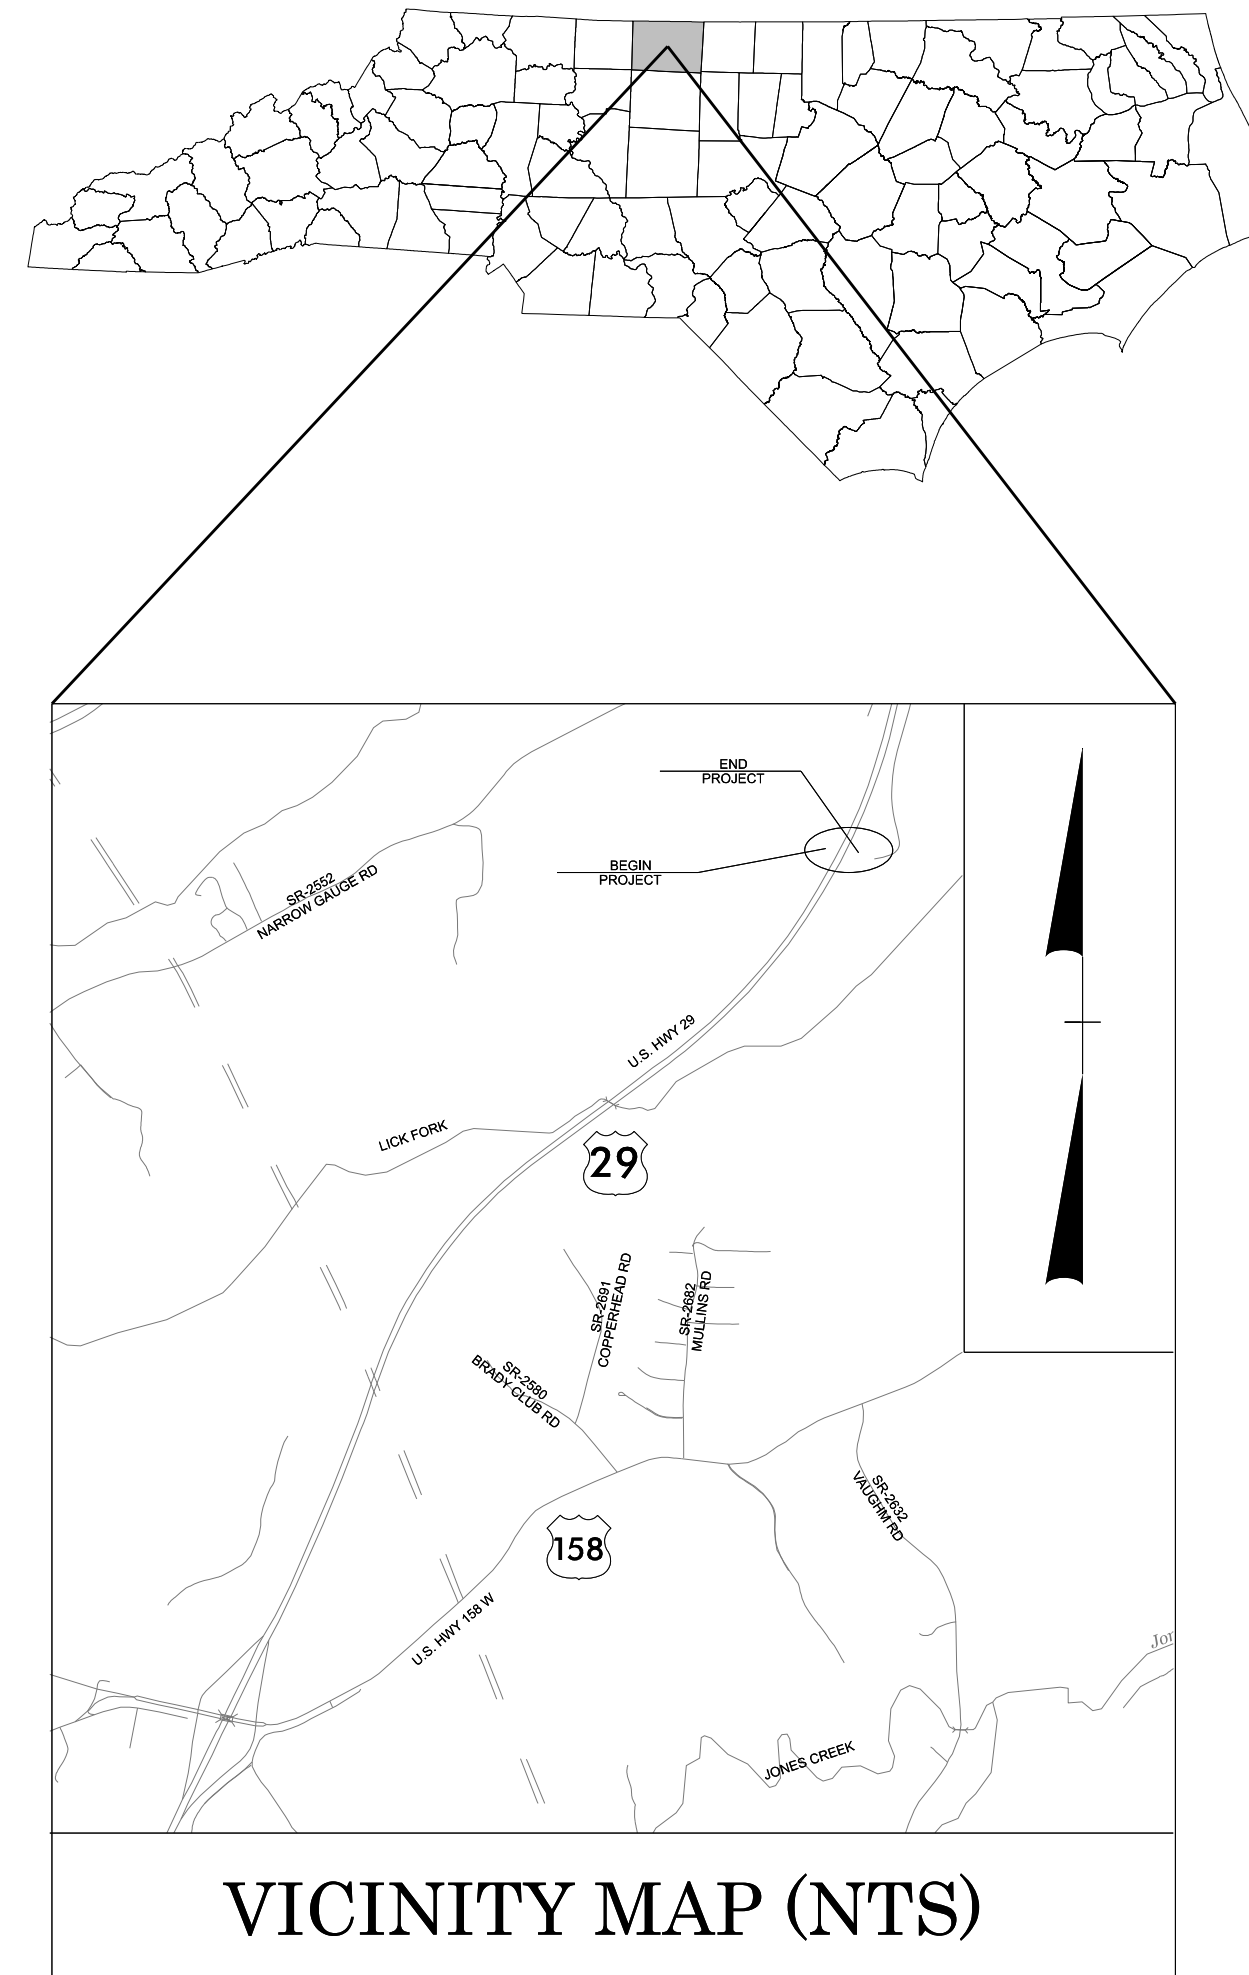 END
PROJECT
BEGIN
PROJECT
SR-2552
NARROW GAUGE RD
U.S. HWY 29
LICK FORK
29
SR-2691
COPPERHEAD RD
SR-2682
MULLINS RD
SR-2580
BRADY CLUB RD
SR-2632
VAUGHM RD
158
U.S. HWY 158 W
Jon
JONES CREEK
VICINITY MAP (NTS)